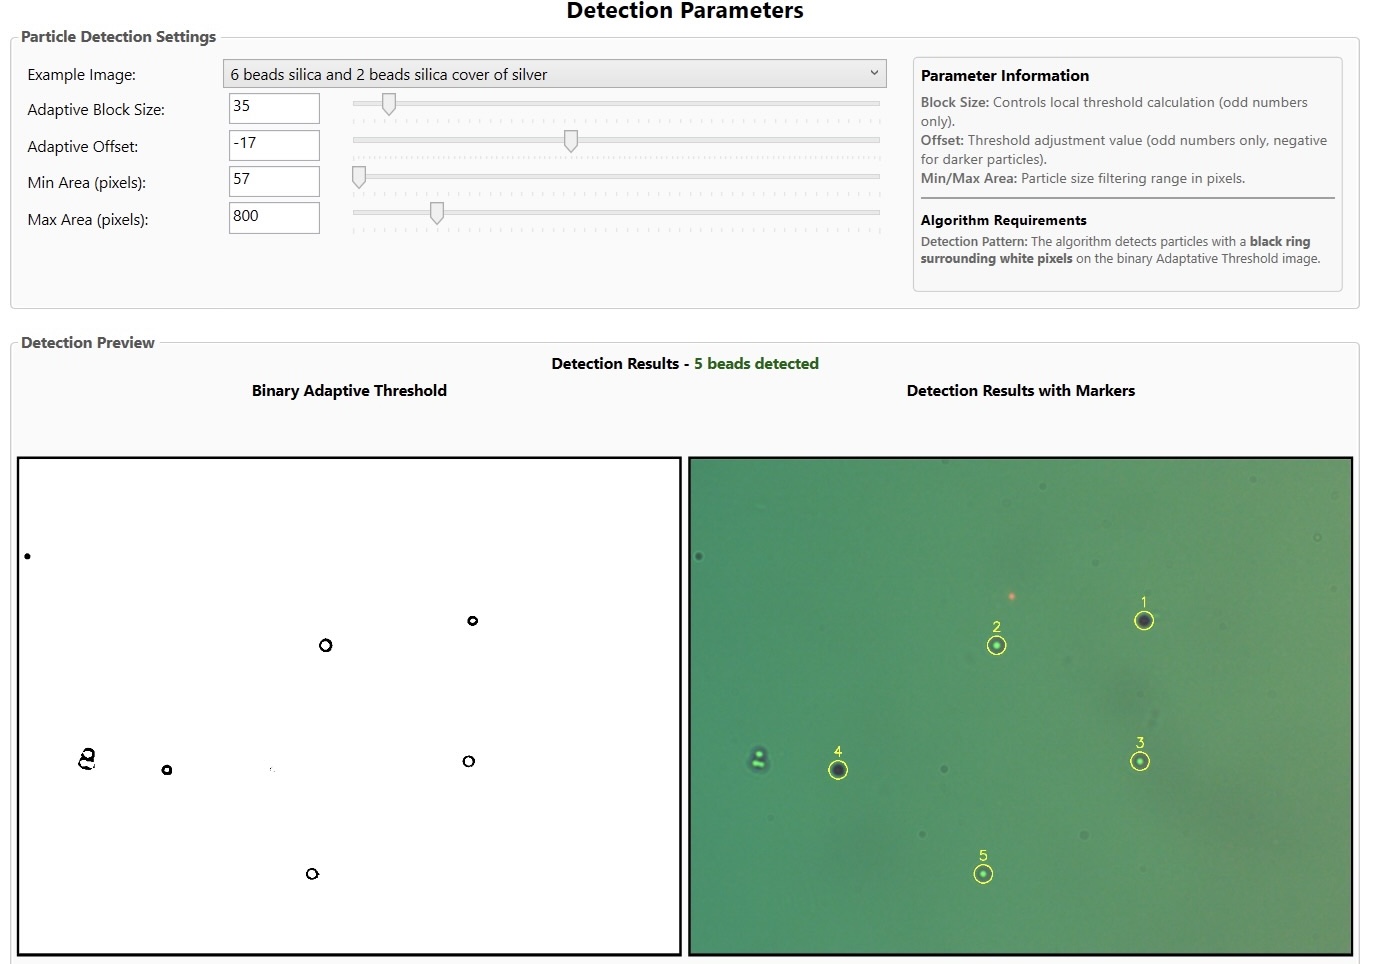 Detection Parameters
Particle Detection Settings
Example Image:
6 beads silica and 2 beads silica cover of silver
Adaptive Block Size:
35
Adaptive Offset:
-17
Min Area (pixels):
57
Max Area (pixels):
800
Parameter Information
Block Size: Controls local threshold calculation (odd numbers
only).
Offset: Threshold adjustment value (odd numbers only, negative
for darker particles).
Min/Max Area: Particle size filtering range in pixels.
Algorithm Requirements
Detection Pattern: The algorithm detects particles with a black ring
surrounding white pixels on the binary Adaptative Threshold image.
Detection Preview
Detection Results - 5 beads detected
Binary Adaptive Threshold
Detection Results with Markers
1
2
3
4
5